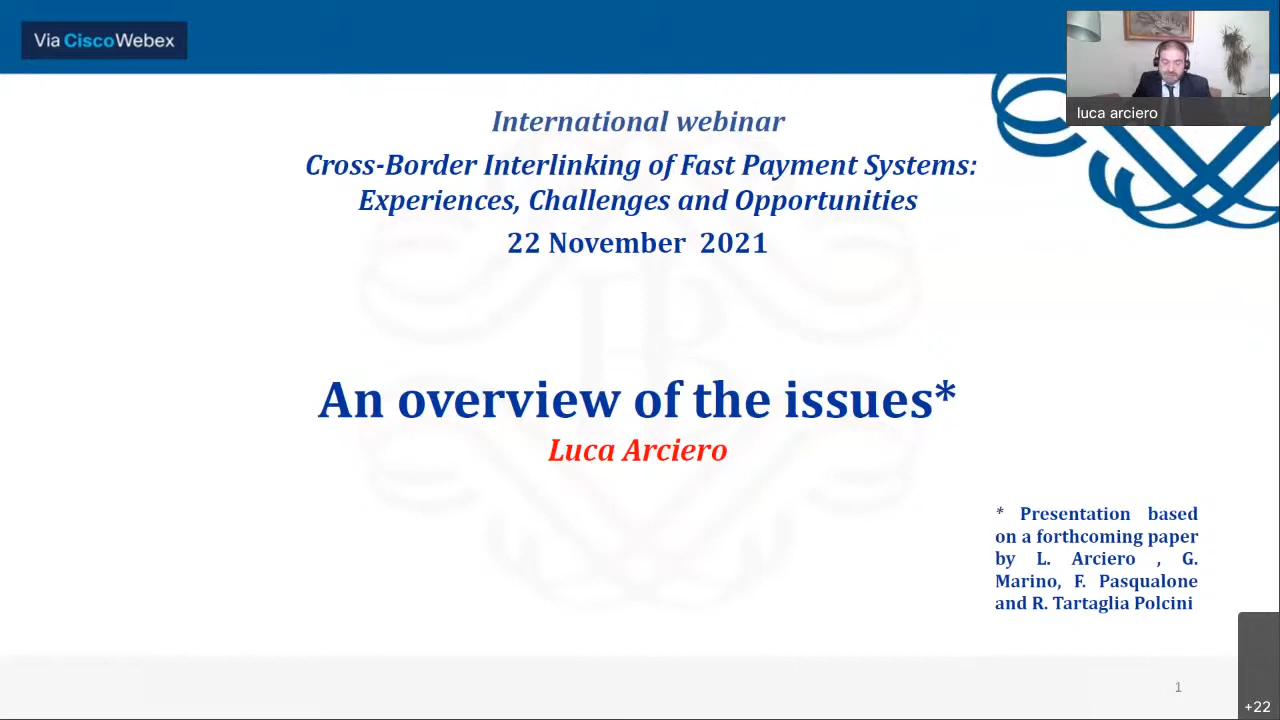 Via CiscoWebex
luca arciero
International webinar
Cross-Border Interlinking of Fast Payment Systems:
Experiences, Challenges and Opportunities
22 November 2021
An overview of the issues*
Luca Arciero
* Presentation based
on a forthcoming paper
by L. Arciero , G.
Marino, F. Pasqualone
and R. Tartaglia Polcini
1
+22